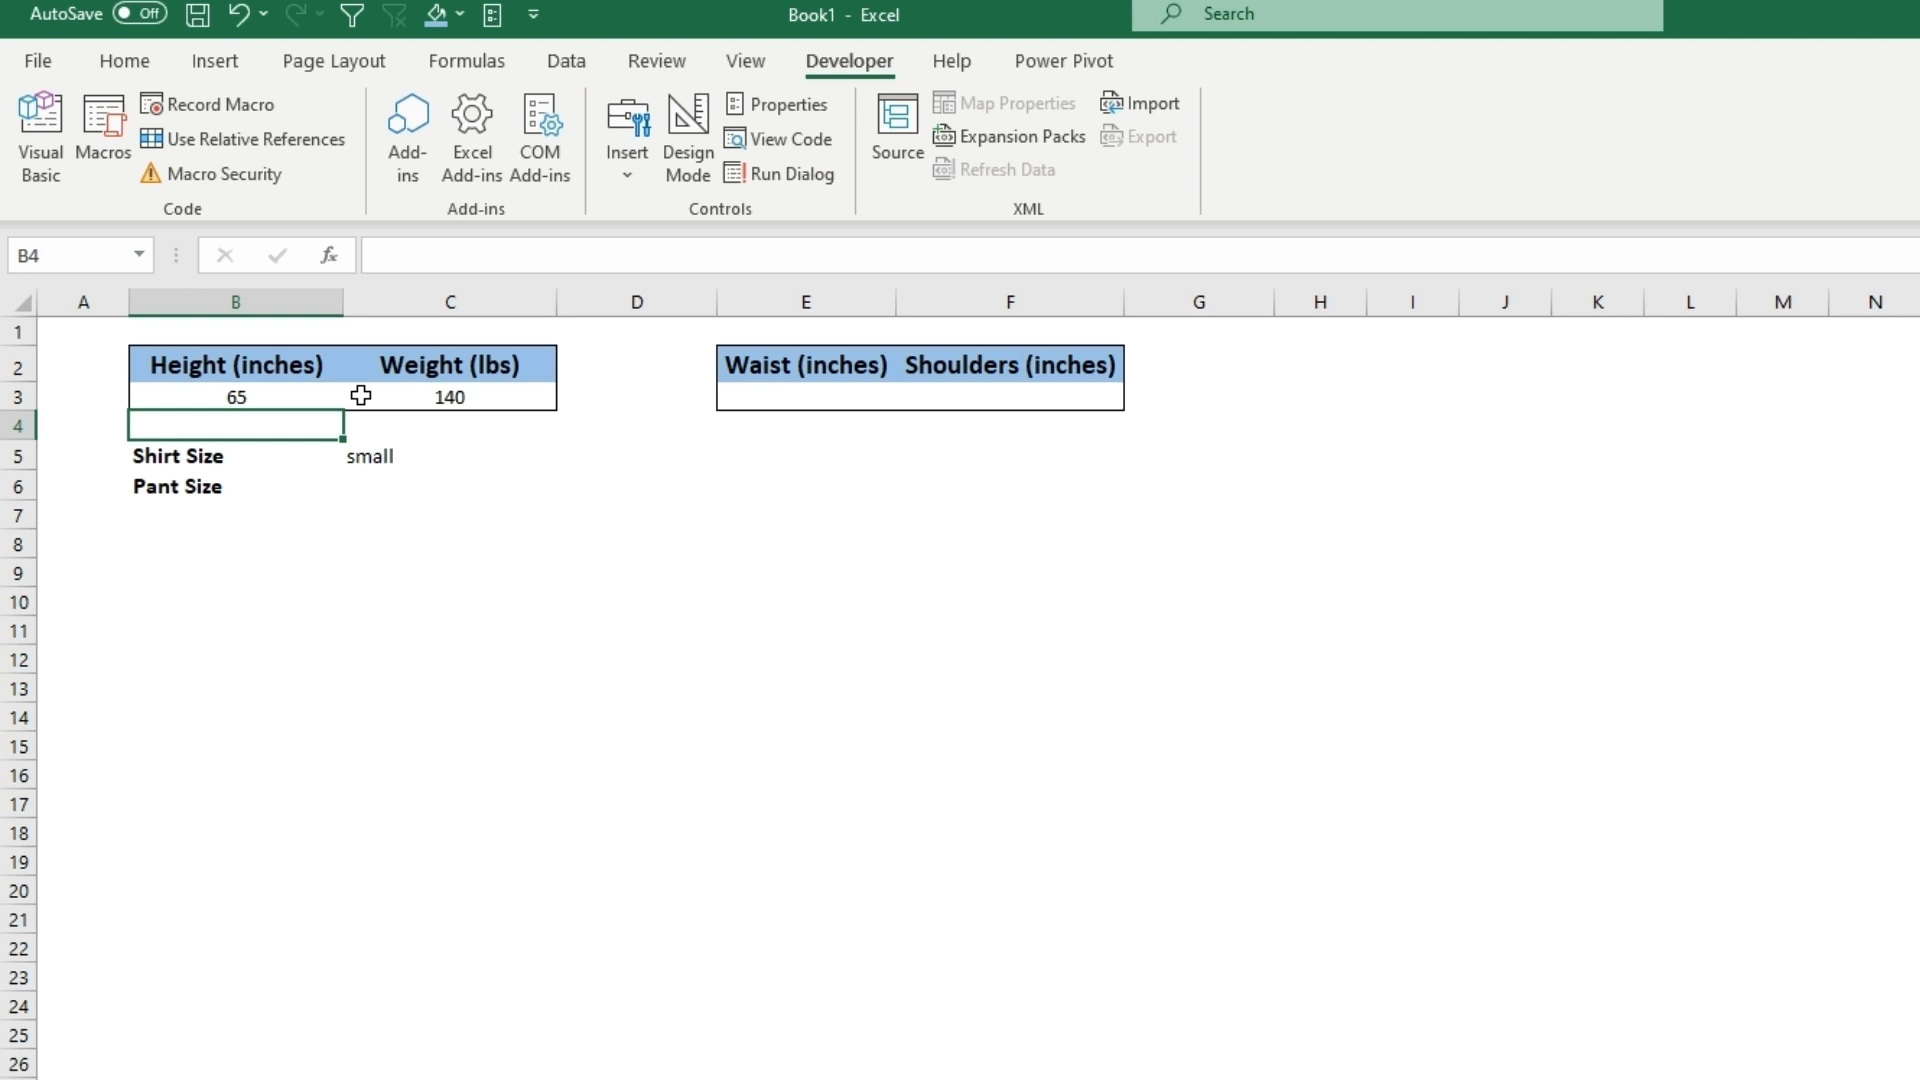 AutoSave Off Book1 - Excel Search
File Home Insert Page Layout Formulas Data Review View Developer Help Power Pivot
Visual Basic
Macros
Record Macro
Use Relative References
Macro Security
Code
Add-ins
Excel Add-ins
COM Add-ins
Add-ins
Insert
Design Mode
Properties
View Code
Run Dialog
Controls
Source
Map Properties
Expansion Packs
Refresh Data
Import
Export
XML
B4 fx
A B C D E F G H I J K L M N
1
2 Height (inches) Weight (lbs) Waist (inches) Shoulders (inches)
3 65 140
4
5 Shirt Size small
6 Pant Size
7
8
9
10
11
12
13
14
15
16
17
18
19
20
21
22
23
24
25
26